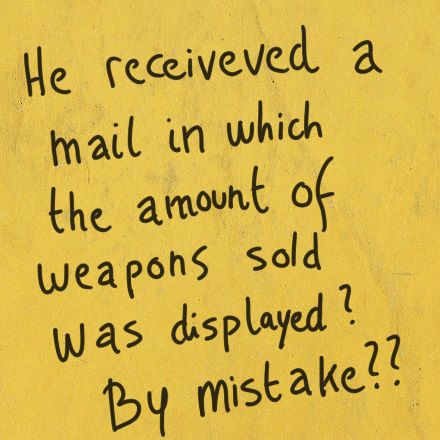 He receiveved a
mail in which
the amount of
weapons sold
was displayed?
By mistake??